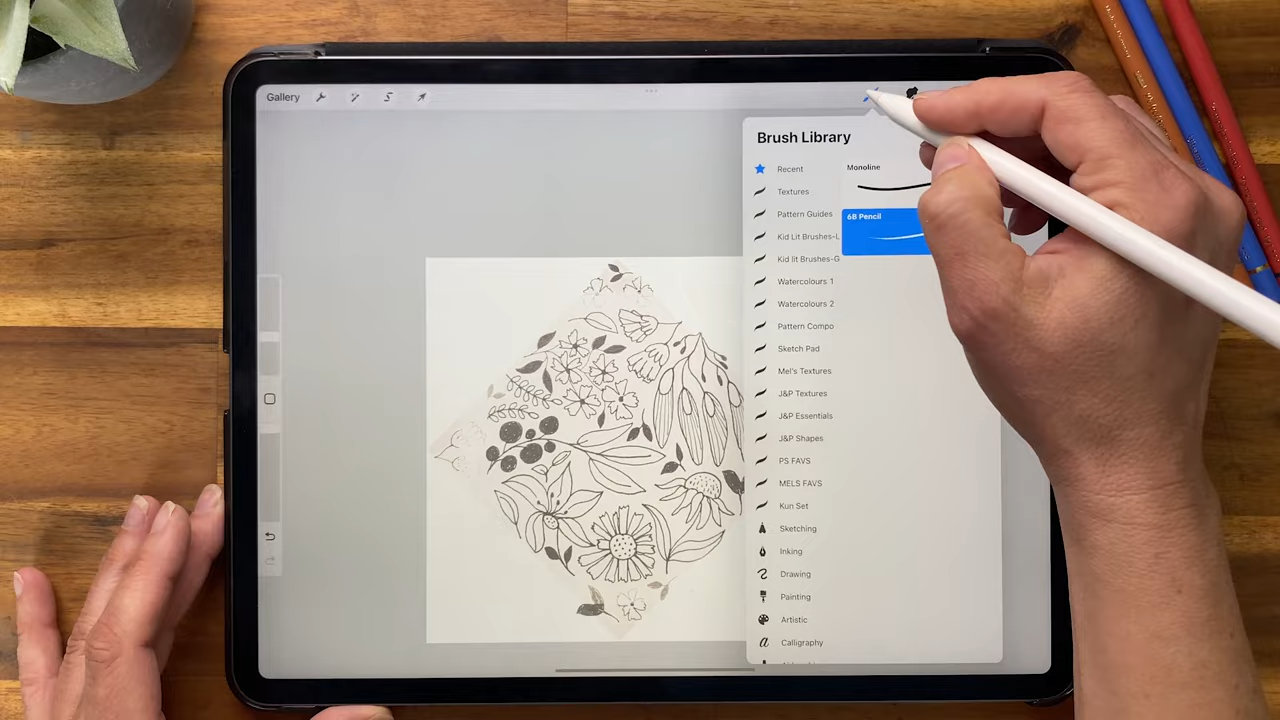 Gallery
Brush Library
Recent
Monoline
Textures
6B Pencil
Pattern Guides
Kid Lit Brushes-L
Kid lit Brushes-G
Watercolours 1
Watercolours 2
Pattern Compo
Sketch Pad
Mel's Textures
J&P Textures
J&P Essentials
J&P Shapes
PS FAVS
MELS FAVS
Kun Set
Sketching
Inking
Drawing
Painting
Artistic
Calligraphy